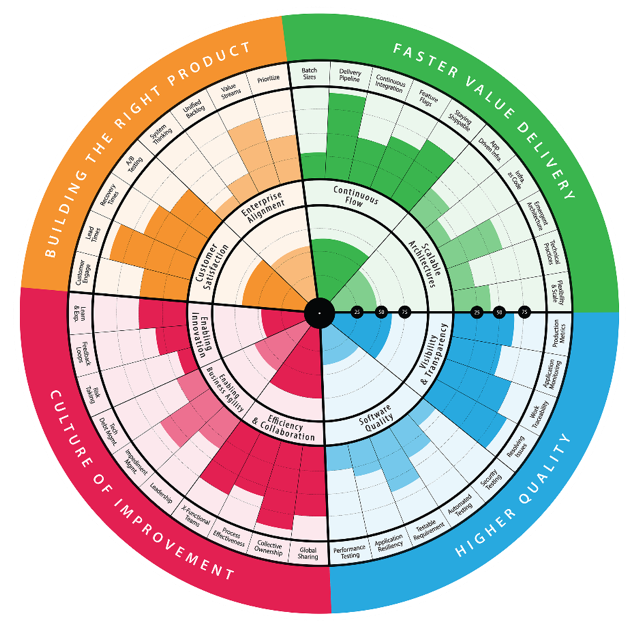 BUILDING THE RIGHT PRODUCT
FASTER VALUE DELIVERY
HIGHER QUALITY
CULTURE OF IMPROVEMENT
Customer
Engage
Lead
Times
Recovery
Times
A/B
Testing
System
Thinking
Unified
Backlog
Value
Streams
Prioritize
Batch
Sizes
Delivery
Pipeline
Continuous
Integration
Feature
Flags
Staying
Shippable
App
Driven Infra.
Infra.
as Code
Emergent
Architecture
Technical
Practices
Flexibility
& Scale
Production
Metrics
Application
Monitoring
Work
Traceability
Resolving
Issues
Security
Testing
Automated
Testing
Testable
Requirement
Application
Resiliency
Performance
Testing
Global
Sharing
Collective
Ownership
Process
Effectiveness
X-Functional
Teams
Leadership
Impediment
Mgmt.
Tech
Debt Mgmt.
Risk
Taking
Feedback
Loops
Learn
& Exp.
Customer
Satisfaction
Enterprise
Alignment
Continuous
Flow
Scalable
Architectures
Visibility
& Transparency
Software
Quality
Efficiency
& Collaboration
Enabling
Business Agility
Enabling
Innovation
25
50
75
25
50
75